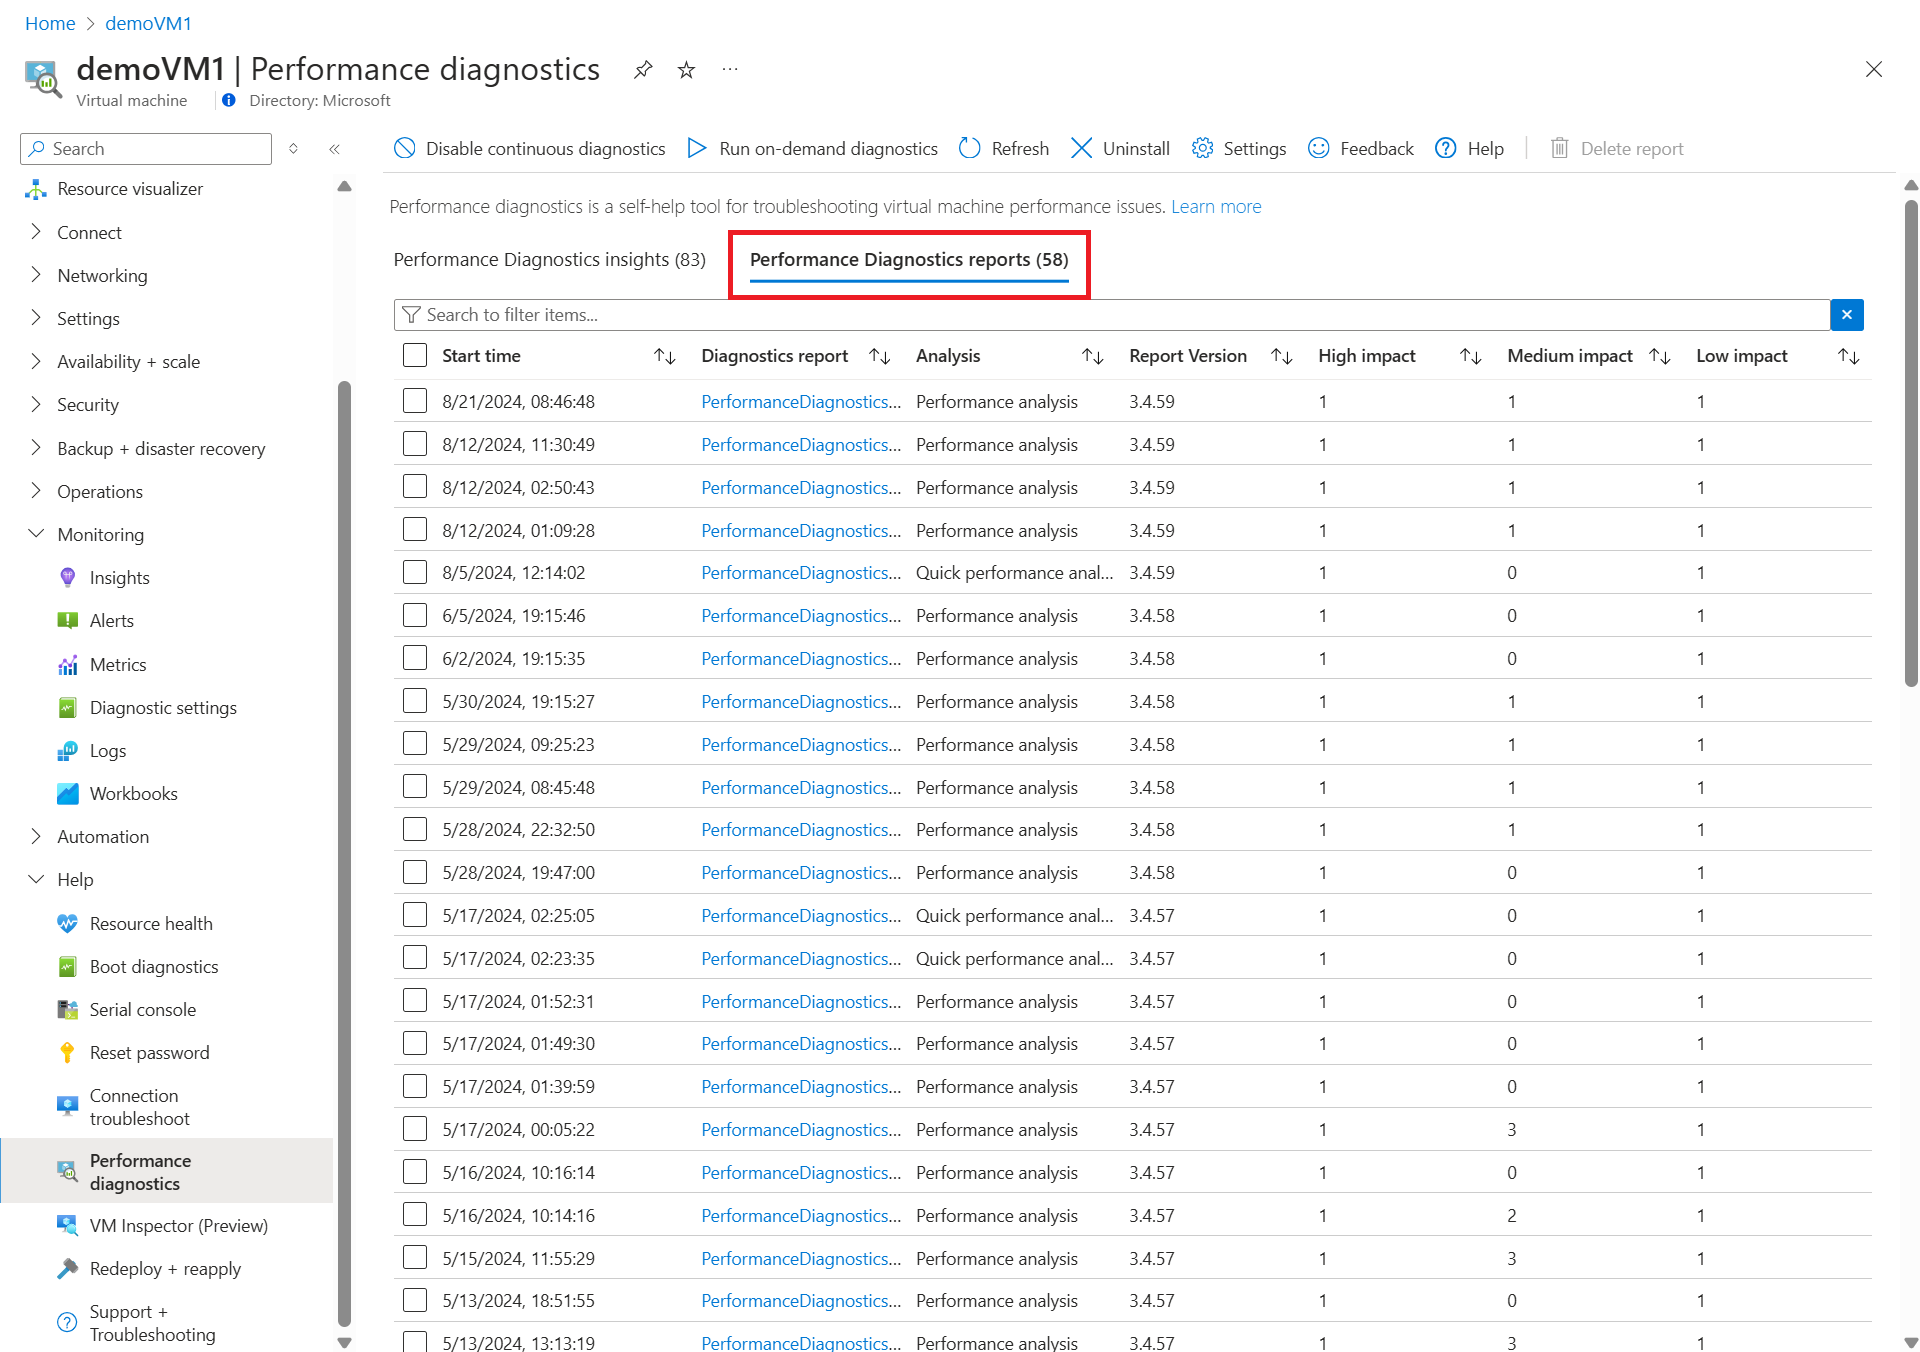 Home > demoVM1
demoVM1 | Performance diagnostics ...
Virtual machine
Directory: Microsoft
Search
Resource visualizer
Connect
Networking
Settings
Availability + scale
Security
Backup + disaster recovery
Operations
Monitoring
Insights
Alerts
Metrics
Diagnostic settings
Logs
Workbooks
Automation
Help
Resource health
Boot diagnostics
Serial console
Reset password
Connection
troubleshoot
Performance
diagnostics
VM Inspector (Preview)
Redeploy + reapply
Support +
Troubleshooting
Disable continuous diagnostics Run on-demand diagnostics Refresh Uninstall Settings Feedback Help Delete report
Performance diagnostics is a self-help tool for troubleshooting virtual machine performance issues. Learn more
Performance Diagnostics insights (83) Performance Diagnostics reports (58)
Search to filter items...
Start time Diagnostics report Analysis Report Version High impact Medium impact Low impact
8/21/2024, 08:46:48 PerformanceDiagnostics... Performance analysis 3.4.59 1 1 1
8/12/2024, 11:30:49 PerformanceDiagnostics... Performance analysis 3.4.59 1 1 1
8/12/2024, 02:50:43 PerformanceDiagnostics... Performance analysis 3.4.59 1 1 1
8/12/2024, 01:09:28 PerformanceDiagnostics... Performance analysis 3.4.59 1 1 1
8/5/2024, 12:14:02 PerformanceDiagnostics... Quick performance anal... 3.4.59 1 0 1
6/5/2024, 19:15:46 PerformanceDiagnostics... Performance analysis 3.4.58 1 0 1
6/2/2024, 19:15:35 PerformanceDiagnostics... Performance analysis 3.4.58 1 0 1
5/30/2024, 19:15:27 PerformanceDiagnostics... Performance analysis 3.4.58 1 1 1
5/29/2024, 09:25:23 PerformanceDiagnostics... Performance analysis 3.4.58 1 1 1
5/29/2024, 08:45:48 PerformanceDiagnostics... Performance analysis 3.4.58 1 1 1
5/28/2024, 22:32:50 PerformanceDiagnostics... Performance analysis 3.4.58 1 1 1
5/28/2024, 19:47:00 PerformanceDiagnostics... Performance analysis 3.4.58 1 0 1
5/17/2024, 02:25:05 PerformanceDiagnostics... Quick performance anal... 3.4.57 1 0 1
5/17/2024, 02:23:35 PerformanceDiagnostics... Quick performance anal... 3.4.57 1 0 1
5/17/2024, 01:52:31 PerformanceDiagnostics... Performance analysis 3.4.57 1 0 1
5/17/2024, 01:49:30 PerformanceDiagnostics... Performance analysis 3.4.57 1 0 1
5/17/2024, 01:39:59 PerformanceDiagnostics... Performance analysis 3.4.57 1 0 1
5/17/2024, 00:05:22 PerformanceDiagnostics... Performance analysis 3.4.57 1 3 1
5/16/2024, 10:16:14 PerformanceDiagnostics... Performance analysis 3.4.57 1 0 1
5/16/2024, 10:14:16 PerformanceDiagnostics... Performance analysis 3.4.57 1 2 1
5/15/2024, 11:55:29 PerformanceDiagnostics... Performance analysis 3.4.57 1 3 1
5/13/2024, 18:51:55 PerformanceDiagnostics... Performance analysis 3.4.57 1 0 1
5/13/2024, 13:13:19 PerformanceDiagnostics... Performance analysis 3.4.57 1 3 1